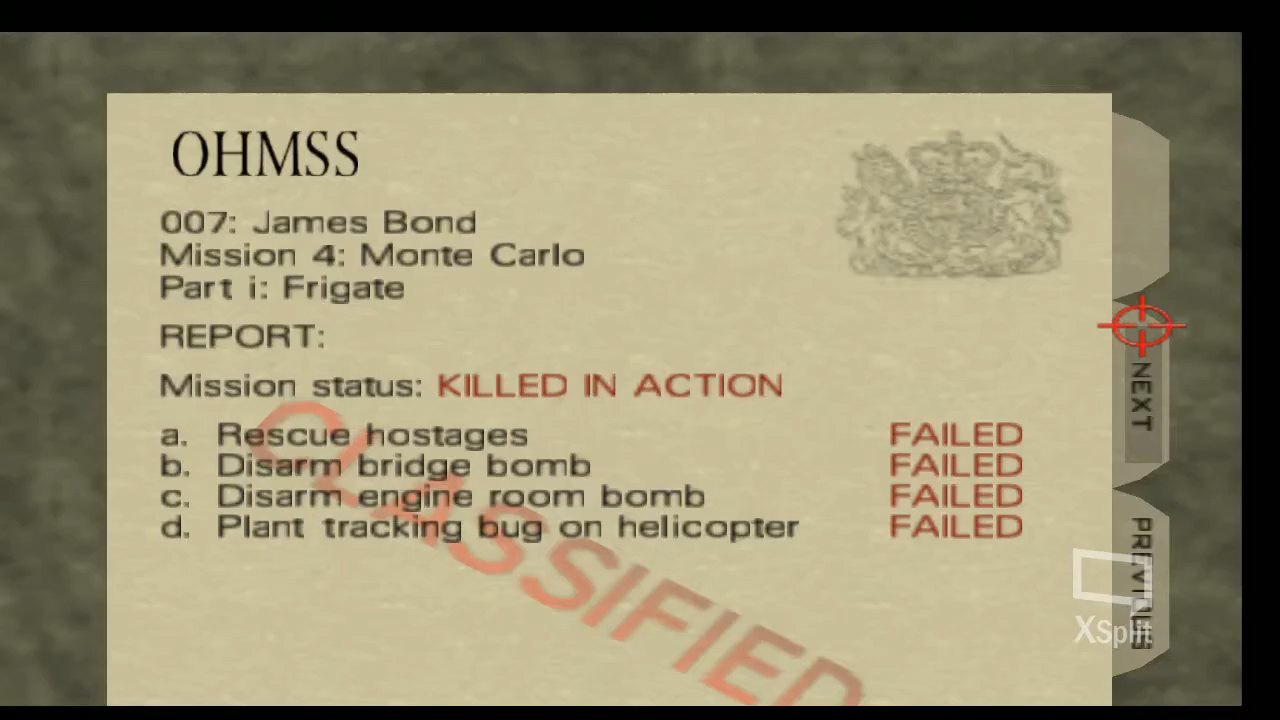 OHMSS
007: James Bond
Mission 4: Monte Carlo
Part i: Frigate
REPORT:
Mission status: KILLED IN ACTION
a. Rescue hostages FAILED
b. Disarm bridge bomb FAILED
c. Disarm engine room bomb FAILED
d. Plant tracking bug on helicopter FAILED
CLASSIFIED
NEXT
PREVIOUS
XSplit